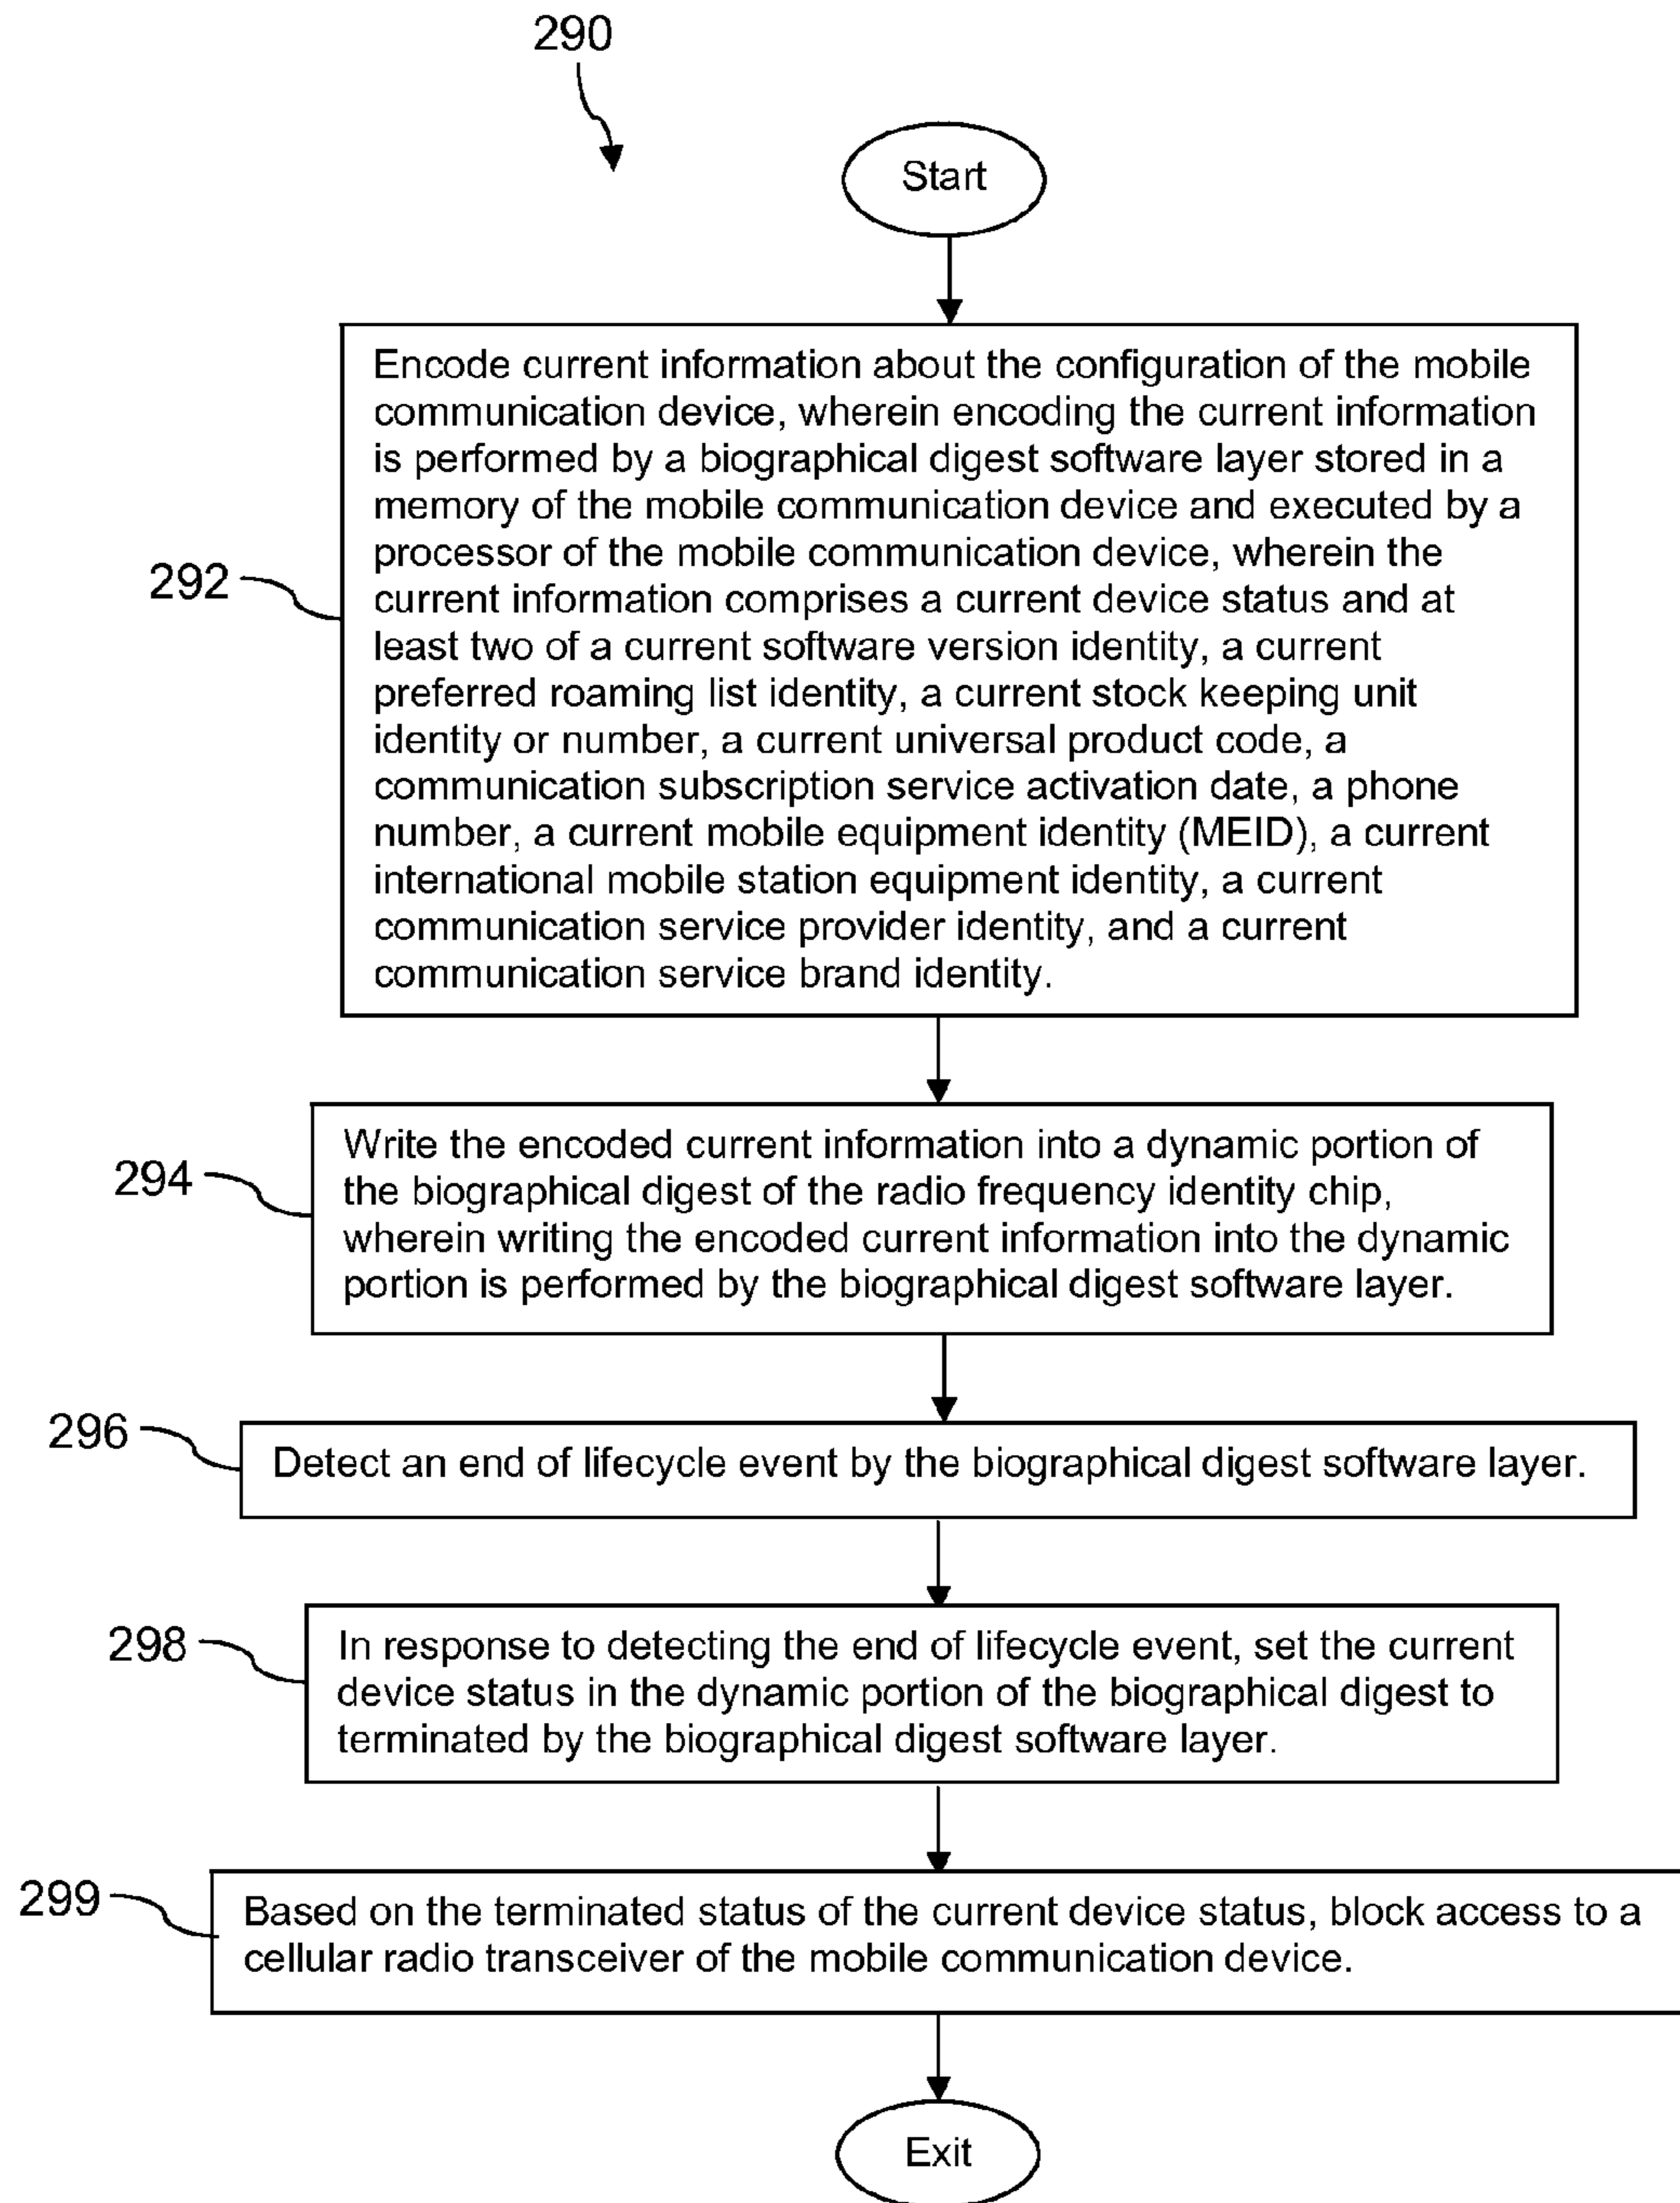 290
Start
292
Encode current information about the configuration of the mobile
communication device, wherein encoding the current information
is performed by a biographical digest software layer stored in a
memory of the mobile communication device and executed by a
processor of the mobile communication device, wherein the
current information comprises a current device status and at
least two of a current software version identity, a current
preferred roaming list identity, a current stock keeping unit
identity or number, a current universal product code, a
communication subscription service activation date, a phone
number, a current mobile equipment identity (MEID), a current
international mobile station equipment identity, a current
communication service provider identity, and a current
communication service brand identity.
294
Write the encoded current information into a dynamic portion of
the biographical digest of the radio frequency identity chip,
wherein writing the encoded current information into the dynamic
portion is performed by the biographical digest software layer.
296
Detect an end of lifecycle event by the biographical digest software layer.
298
In response to detecting the end of lifecycle event, set the current
device status in the dynamic portion of the biographical digest to
terminated by the biographical digest software layer.
299
Based on the terminated status of the current device status, block access to a
cellular radio transceiver of the mobile communication device.
Exit